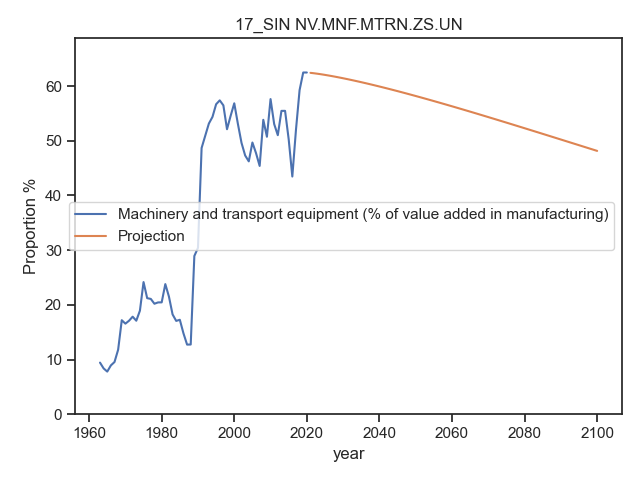 17_SIN NV.MNF.MTRN.ZS.UN
60
50
40
30
20
10
0
Proportion %
Machinery and transport equipment (% of value added in manufacturing)
Projection
1960 1980 2000 2020 2040 2060 2080 2100
year